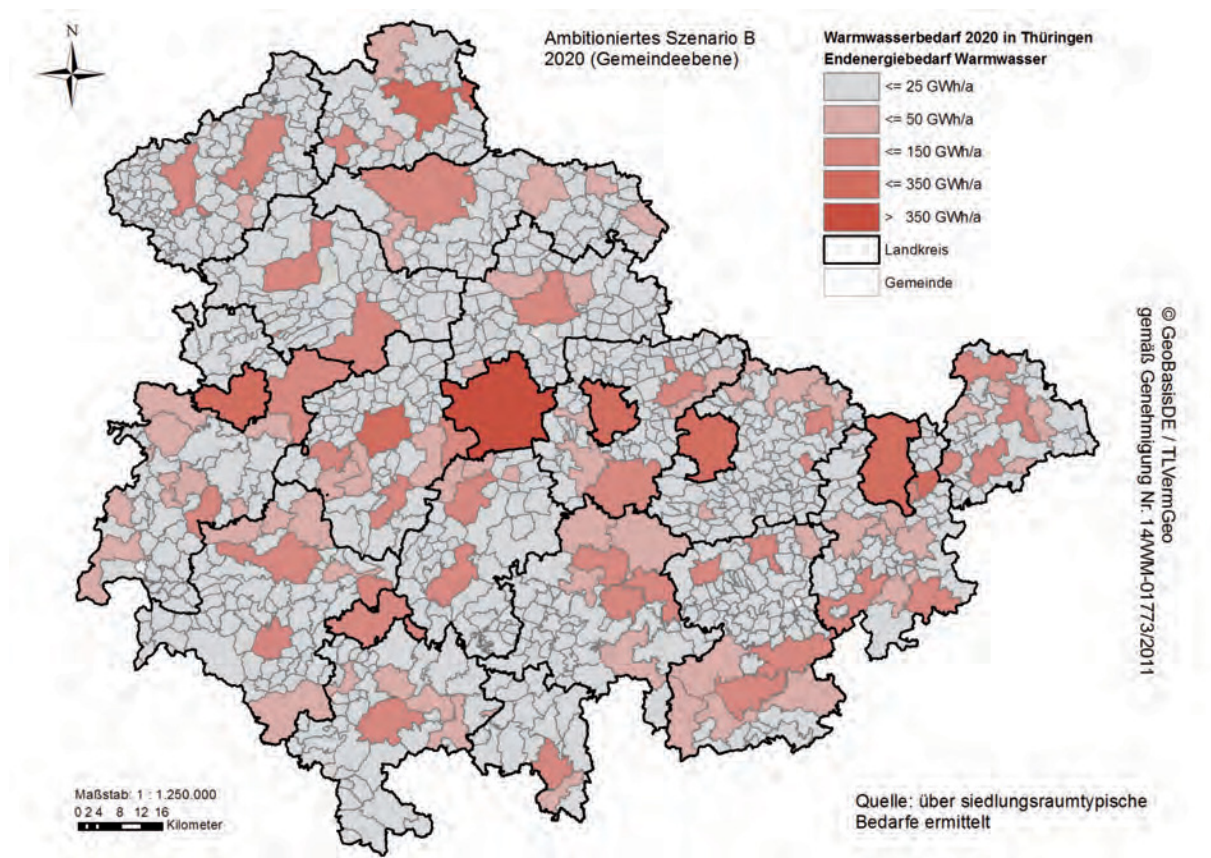 N
Ambitioniertes Szenario B
2020 (Gemeindeebene)
Warmwasserbedarf 2020 in Thüringen
Endenergiebedarf Warmwasser
<= 25 GWh/a
<= 50 GWh/a
<= 150 GWh/a
<= 350 GWh/a
> 350 GWh/a
Landkreis
Gemeinde
© GeoBasisDE / TLVermGeo
gemäß Genehmigung Nr. 14/WM-01773/2011
Maßstab: 1 : 1.250.000
0 2 4 8 12 16
Kilometer
Quelle: über siedlungsraumtypische
Bedarfe ermittelt